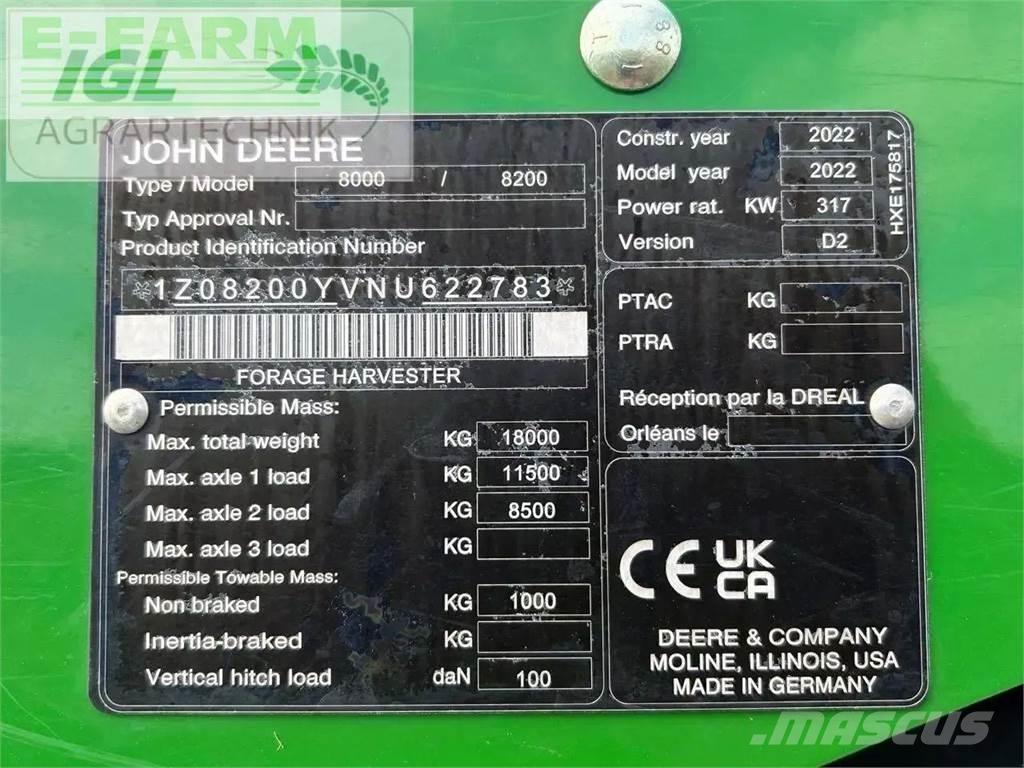 E-FARM
IGL
AGRARTECHNIK
JOHN DEERE
Type / Model 8000 / 8200
Typ Approval Nr.
Product Identification Number
*1Z08200YVNU622783*
FORAGE HARVESTER
Permissible Mass:
Max. total weight KG 18000
Max. axle 1 load KG 11500
Max. axle 2 load KG 8500
Max. axle 3 load KG
Permissible Towable Mass:
Non braked KG 1000
Inertia-braked KG
Vertical hitch load daN 100
Constr. year 2022
Model year 2022
Power rat. KW 317
Version D2
HXE175817
PTAC KG
PTRA KG
Réception par la DREAL
Orléans le
CE UK
CA
DEERE & COMPANY
MOLINE, ILLINOIS, USA
MADE IN GERMANY
MASCUS